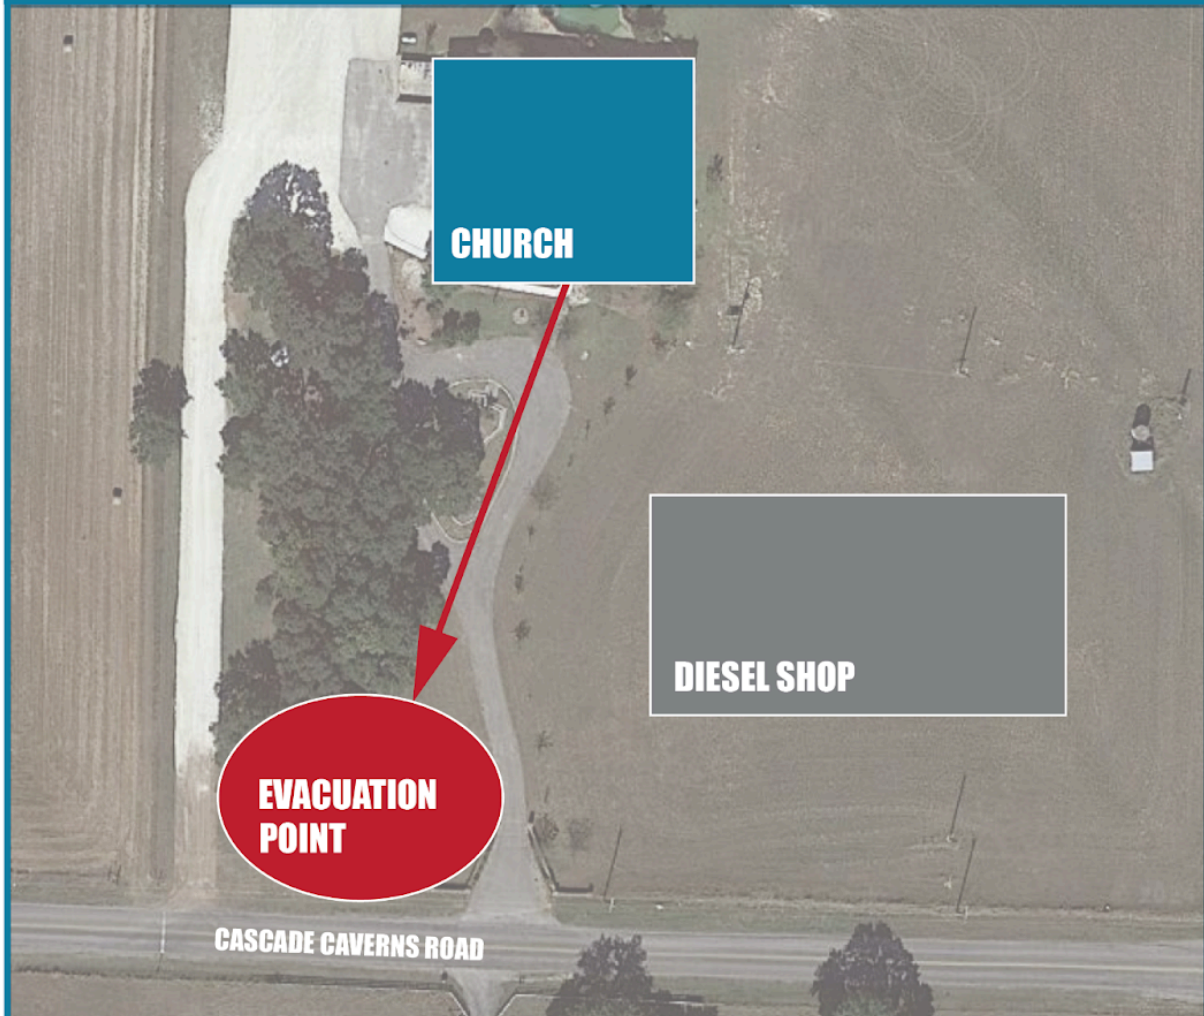 CHURCH
DIESEL SHOP
EVACUATION
POINT
CASCADE CAVERNS ROAD